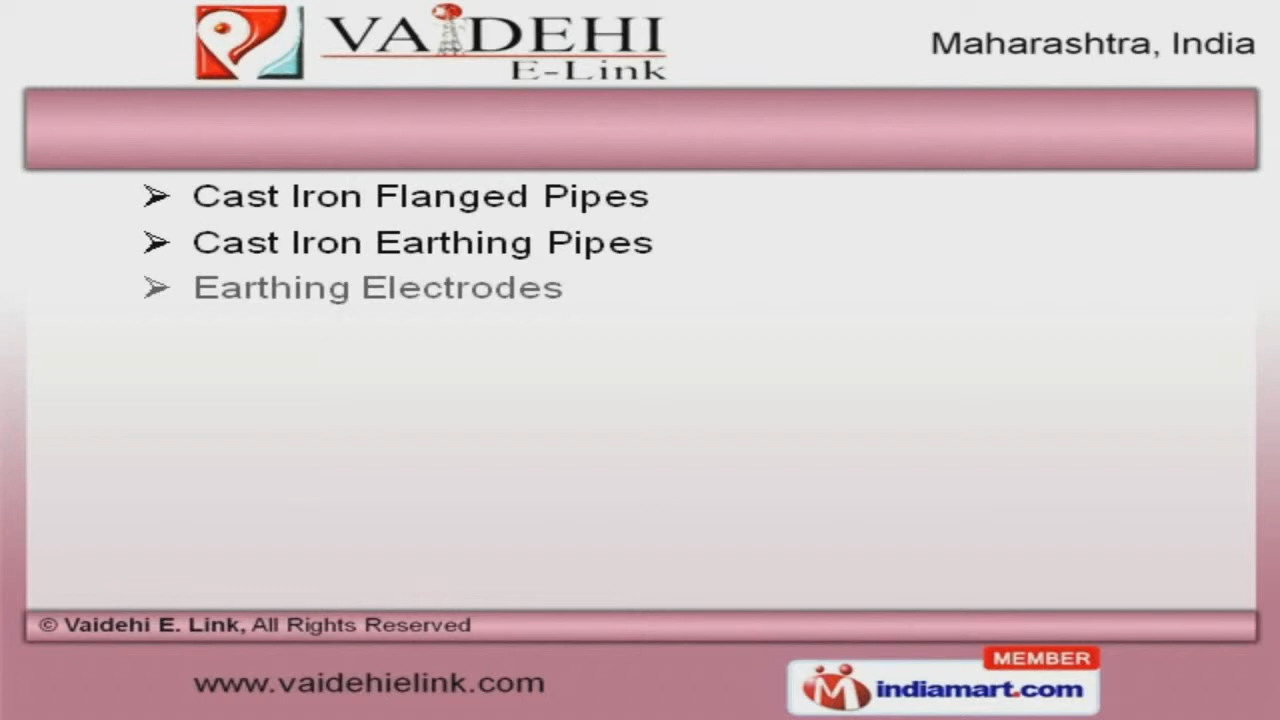 VAIDEHI
E-Link
Maharashtra, India
➢ Cast Iron Flanged Pipes
➢ Cast Iron Earthing Pipes
➢ Earthing Electrodes
© Vaidehi E. Link, All Rights Reserved
www.vaidehielink.com
MEMBER
indiamart.com